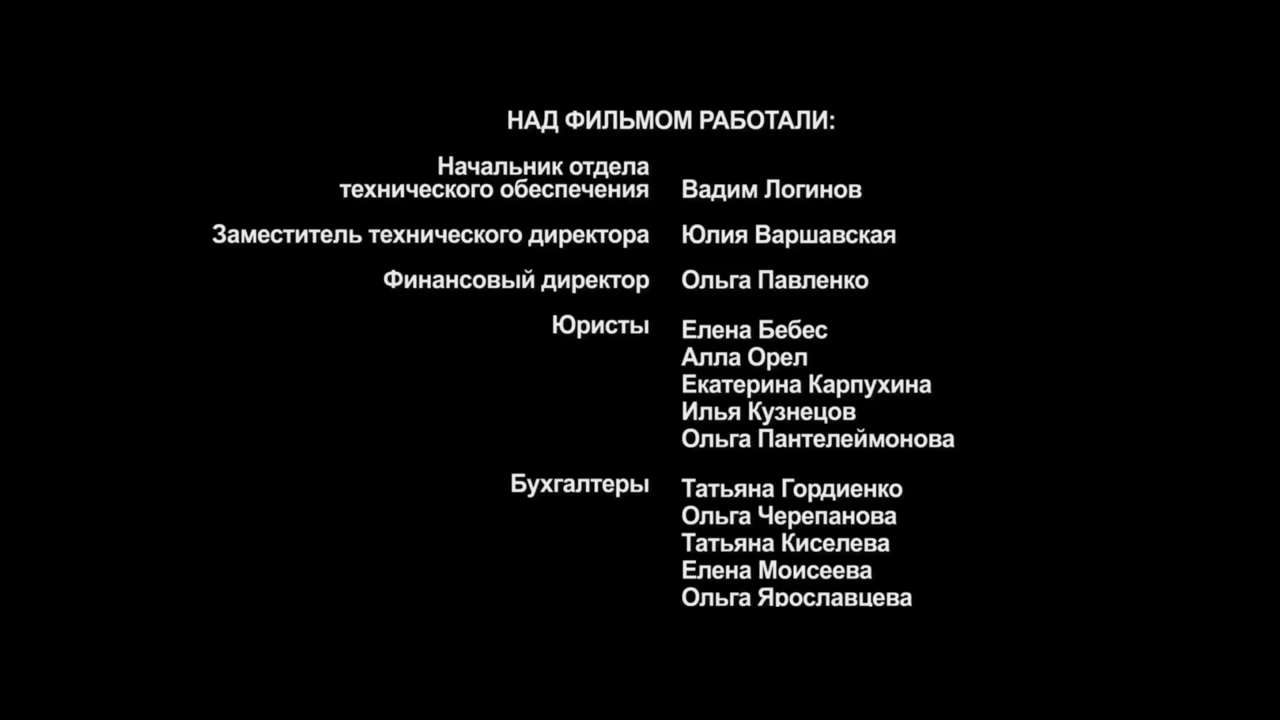 НАД ФИЛЬМОМ РАБОТАЛИ:
Начальник отдела
технического обеспечения Вадим Логинов
Заместитель технического директора Юлия Варшавская
Финансовый директор Ольга Павленко
Юристы Елена Бебес
Алла Орел
Екатерина Карпухина
Илья Кузнецов
Ольга Пантелеймонова
Бухгалтеры Татьяна Гордиенко
Ольга Черепанова
Татьяна Киселева
Елена Моисеева
Ольга Ярославцева